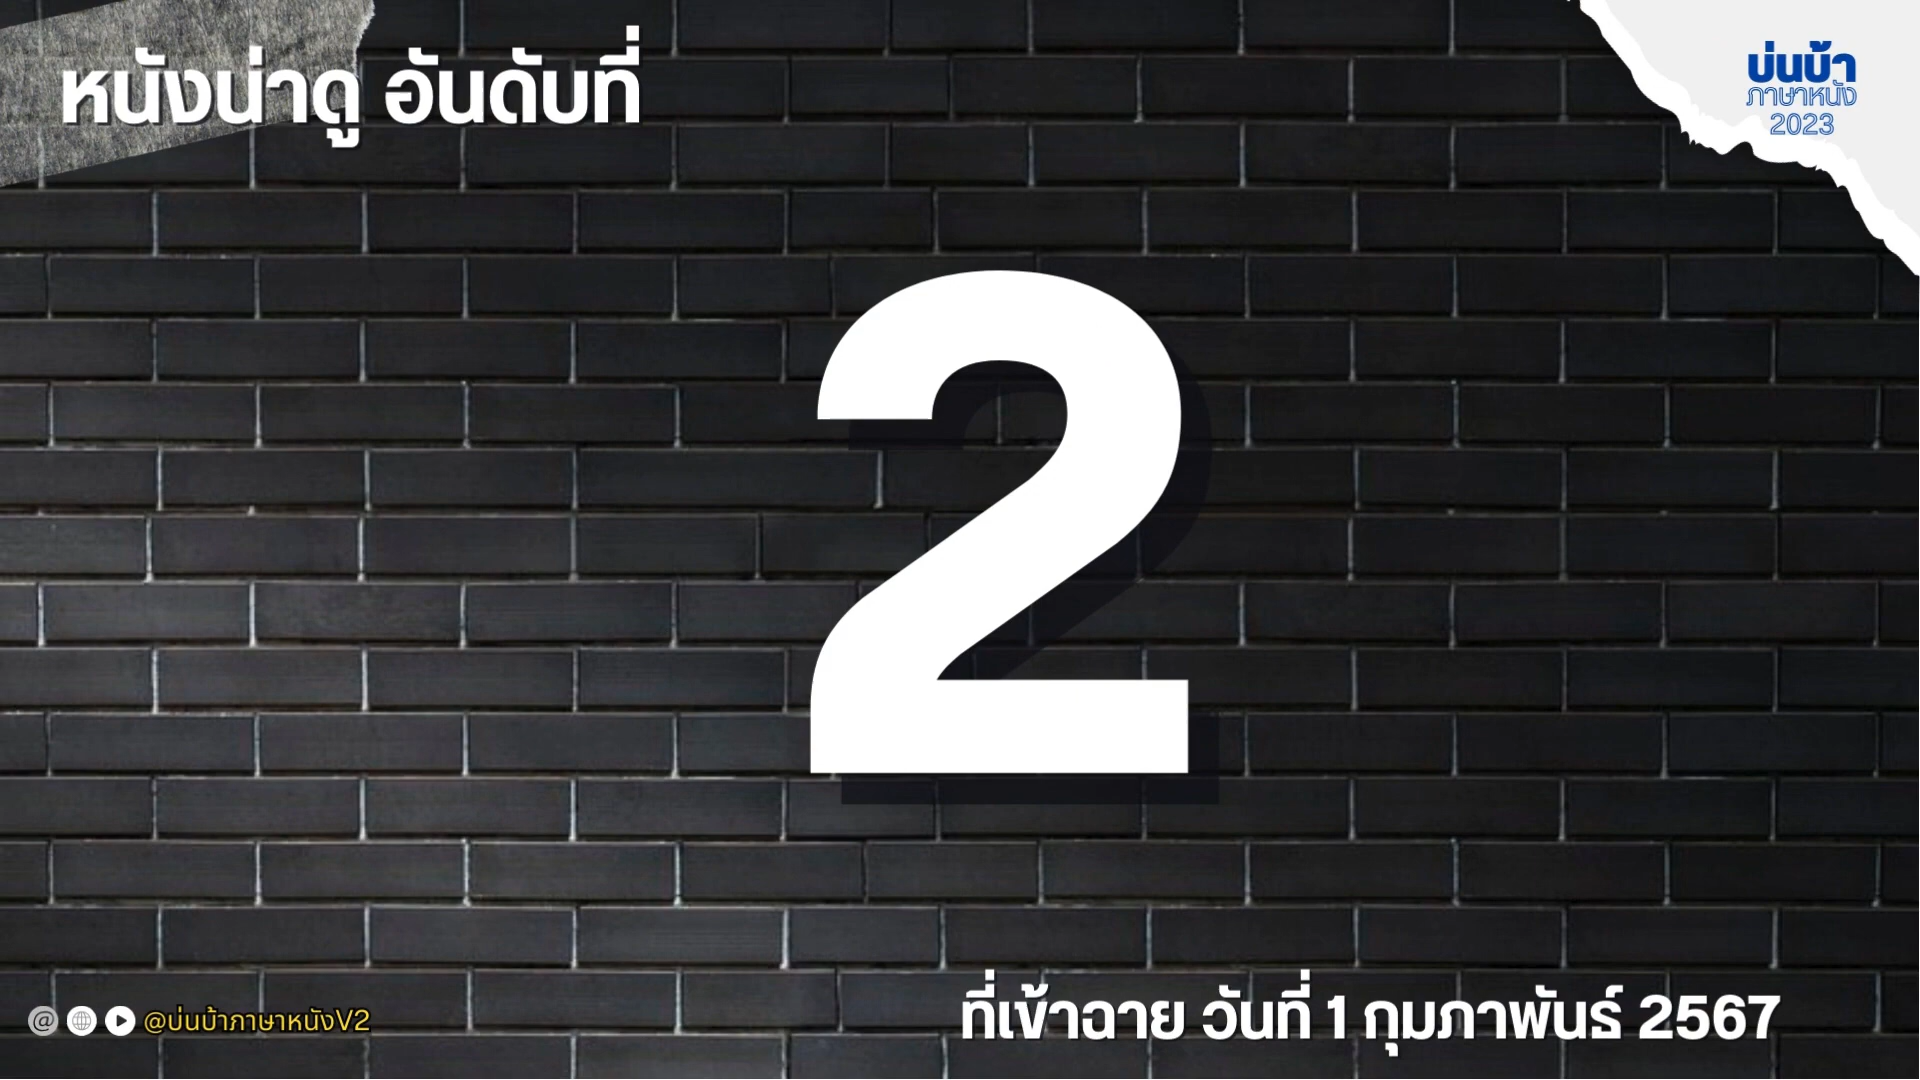 หนังน่าดู อันดับที่
บ่นบ้า
ภาษาหนัง
2023
2
ที่เข้าฉาย วันที่ 1 กุมภาพันธ์ 2567
@บ่นบ้าภาษาหนังV2